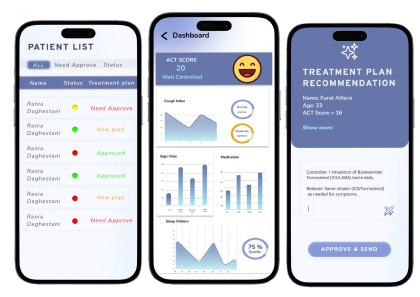 PATIENT LIST
ALL Need Approve Status
Name Status Treatment plan
Rania
Daghestani Need Approve
Rania
Daghestani New plan
Rania
Daghestani Approved
Rania
Daghestani Approved
Rania
Daghestani New plan
Rania
Daghestani Need Approve
Dashboard
ACT SCORE
20
Well Controlled
Cough Index
Sign Vital
Medication
Sleep Pattern
75 %
Quality
TREATMENT PLAN
RECOMMENDATION
Name: Furat Alfarsi
Age: 23
ACT Score = 16
Show more
Controller: 1 inhalation of Budesonide/
Formoterol (ICS/LABA) twice daily.
Reliever: Same inhaler (ICS/Formoterol)
as needed for symptoms.
APPROVE & SEND